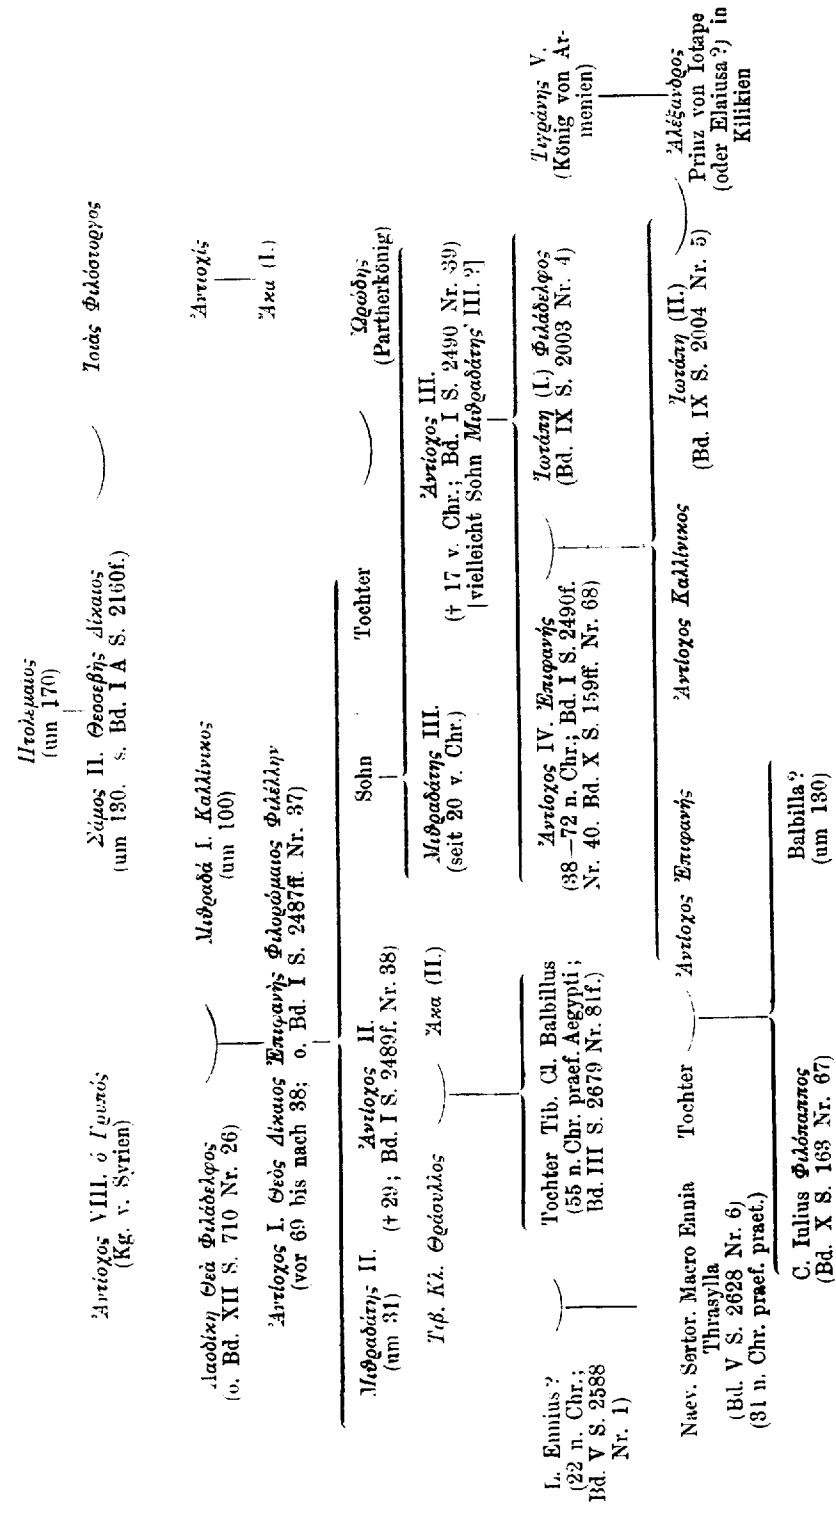 Πτολεμαιος
(um 170)
Ἀντίοχος VIII. ὁ Γρυπός
(Kg. v. Syrien)
Σάμος II. Θεοσεβὴς Δίκαιος
(um 130. s. Bd. I A S. 2160f.)
Ἰσιὰς Φιλόστοργος
Λαοδίκη Θεὰ Φιλάδελφος
(o. Bd. XII S. 710 Nr. 26)
Μιθραδά I. Καλλίνικος
(um 100)
Ἀντιοχίς
Ἄκα (I.)
Ἀντίοχος I. Θεὸς Δίκαιος Ἐπιφανὴς Φιλορώμαιος Φιλέλλην
(vor 69 bis nach 38; o. Bd. I S. 2487ff. Nr. 37)
Μιθραδάτης II.
(um 31)
Ἀντίοχος II.
(† 29; Bd. I S. 2489f. Nr. 38)
Sohn
Tochter
Ὠρώδης
(Partherkönig)
Τιβ. Κλ. Θράσυλλος
Ἄκα (II.)
Μιθραδάτης III.
(seit 20 v. Chr.)
Ἀντίοχος III.
(† 17 v. Chr.; Bd. I S. 2490 Nr. 39)
[vielleicht Sohn Μιθραδάτης' III. ?]
L. Ennius?
(22 n. Chr.;
Bd. V S. 2588
Nr. 1)
Tochter
Tib. Cl. Balbillus
(55 n. Chr. praef. Aegypti;
Bd. III S. 2679 Nr. 81f.)
Ἀντίοχος IV. Ἐπιφανής
(38—72 n. Chr.; Bd. I S. 2490f.
Nr. 40. Bd. X S. 159ff. Nr. 68)
Ἰωτάπη (I.) Φιλάδελφος
(Bd. IX S. 2003 Nr. 4)
Τιγράνης V.
(König von Ar-
menien)
Naev. Sertor. Macro
Ennia
Thrasylla
(Bd. V S. 2628 Nr. 6)
(31 n. Chr. praef. praet.)
Tochter
Ἀντίοχος Ἐπιφανής
Ἀντίοχος Καλλίνικος
Ἰωτάπη (II.)
(Bd. IX S. 2004 Nr. 5)
Ἀλέξανδρος
Prinz von Iotape
(oder Elaiusa?) in
Kilikien
C. Iulius Φιλόπαππος
(Bd. X S. 163 Nr. 67)
Balbilla?
(um 130)